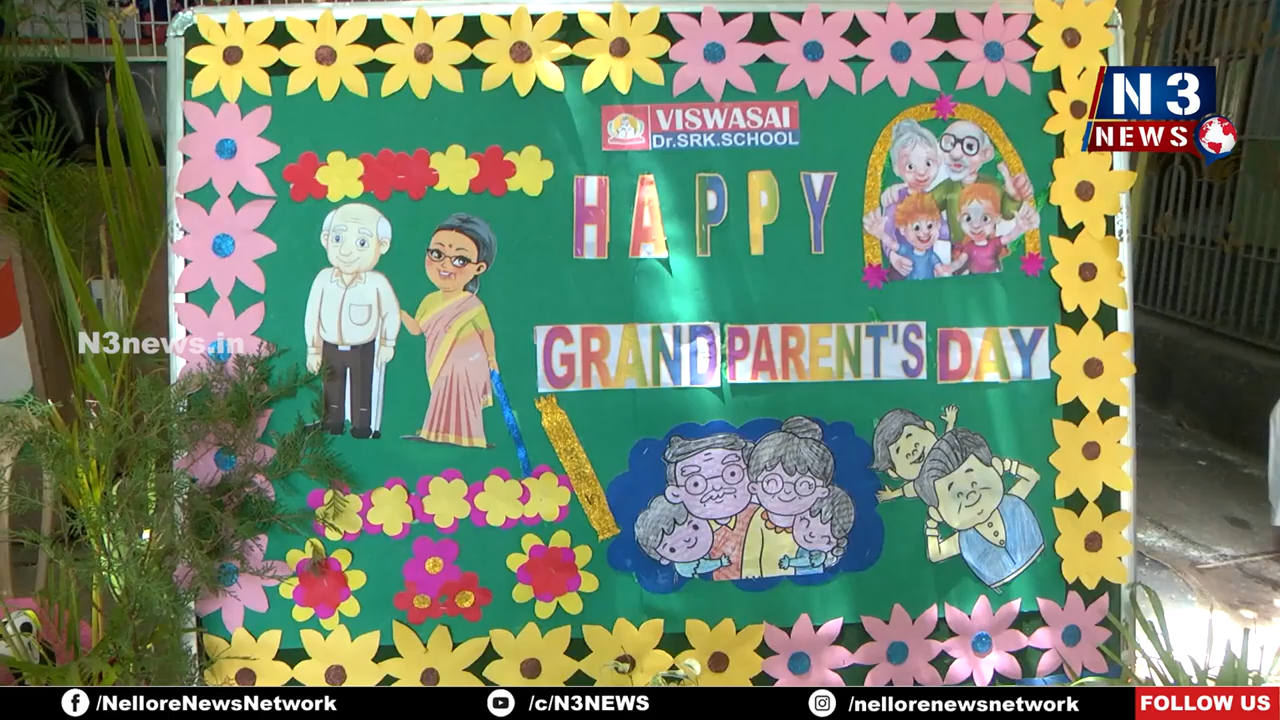 VISWASAI
Dr.SRK.SCHOOL
HAPPY
GRAND PARENT'S DAY
N3
NEWS
N3news.in
/NelloreNewsNetwork
/c/N3NEWS
/nellorenewsnetwork
FOLLOW US